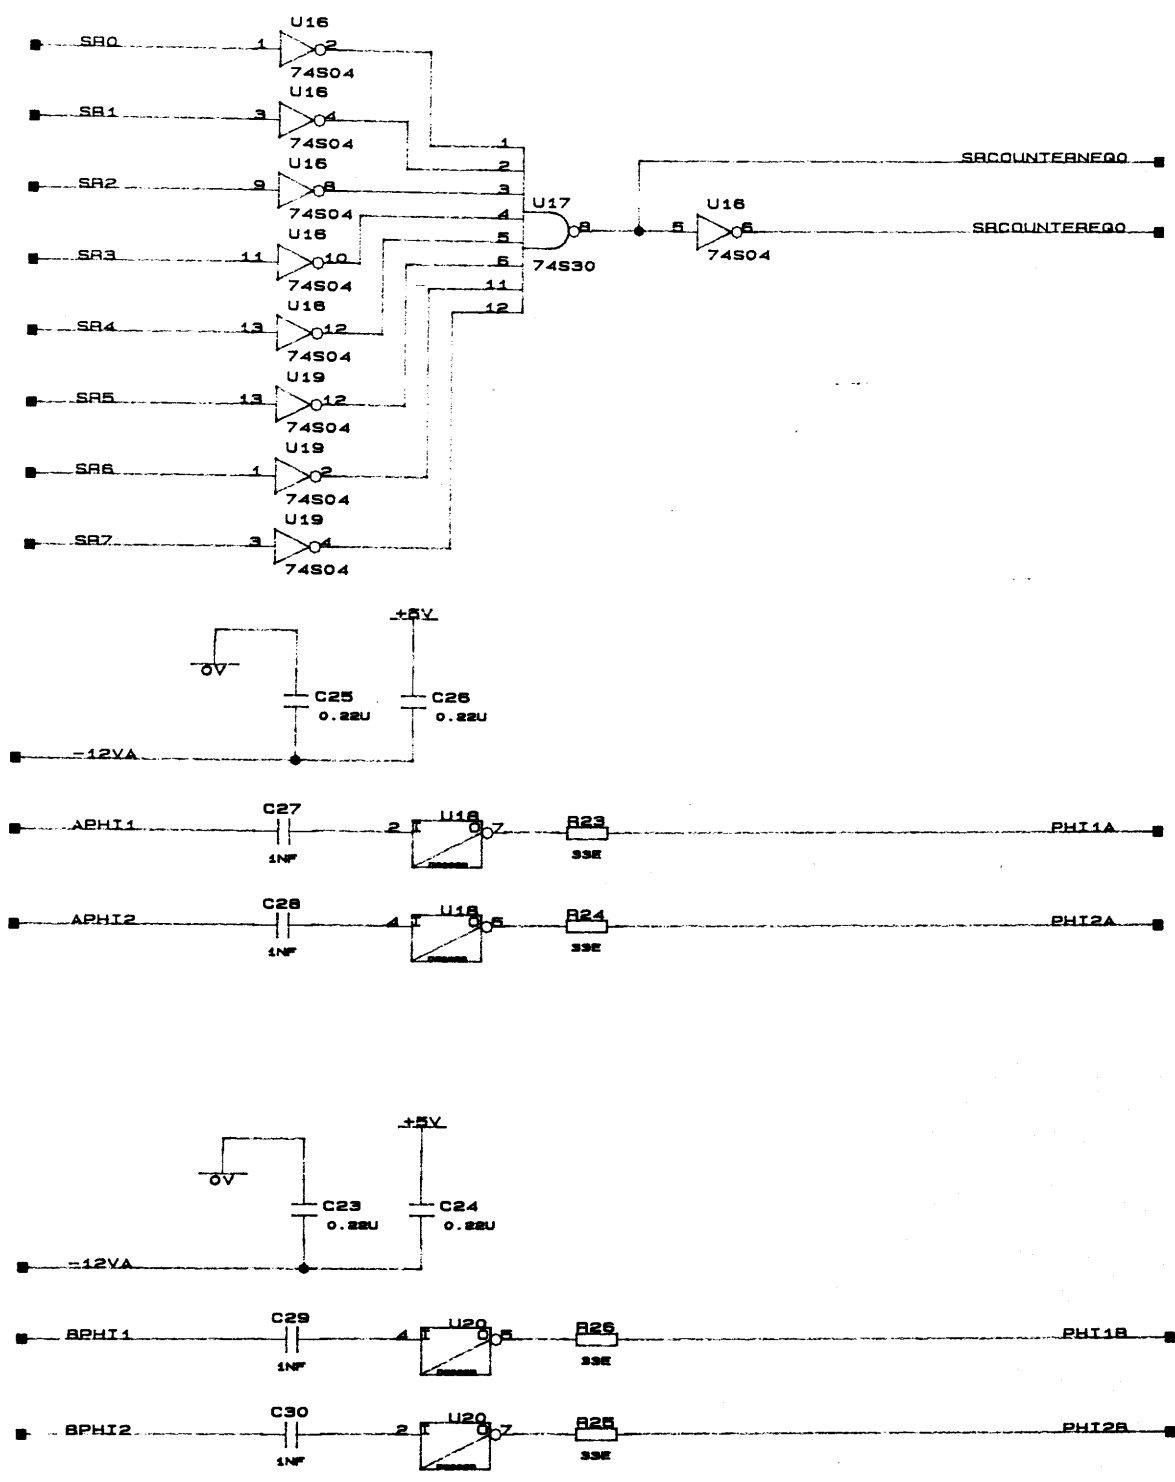 U16
SR0 1 2
74S04
U16
SR1 3 4
74S04
U16
SR2 9 8
74S04
U16
SR3 11 10
74S04
U16
SR4 13 12
74S04
U19
SR5 13 12
74S04
U19
SR6 1 2
74S04
U19
SR7 3 4
74S04
1
2
3
4
5
6
11
12
U17
8
74S30
SRCOUNTERNEQ0
U16
5 6
74S04
SRCOUNTEREQ0
+5V
0V
C25
0.22U
C26
0.22U
-12VA
C27
APHI1
1NF
U18
2 I O 7
R23
33E
PHI1A
C28
APHI2
1NF
U18
4 I O 5
R24
33E
PHI2A
+5V
0V
C23
0.22U
C24
0.22U
-12VA
C29
BPHI1
1NF
U20
4 I O 5
R26
33E
PHI1B
C30
BPHI2
1NF
U20
2 I O 7
R25
33E
PHI2B